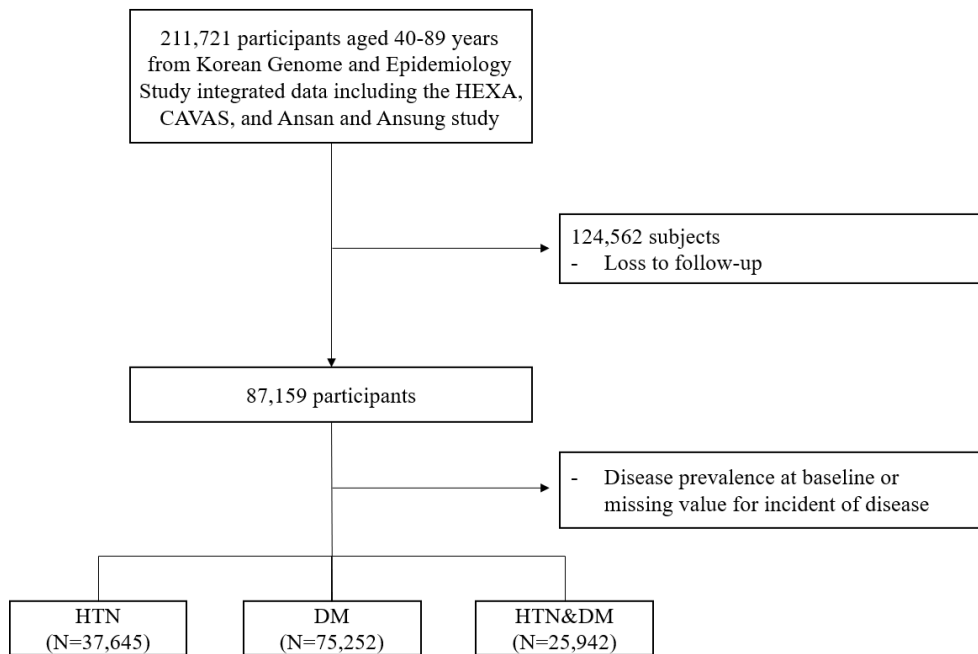 211,721 participants aged 40-89 years
from Korean Genome and Epidemiology
Study integrated data including the HEXA,
CAVAS, and Ansan and Ansung study
124,562 subjects
- Loss to follow-up
87,159 participants
- Disease prevalence at baseline or
missing value for incident of disease
HTN
(N=37,645)
DM
(N=75,252)
HTN&DM
(N=25,942)